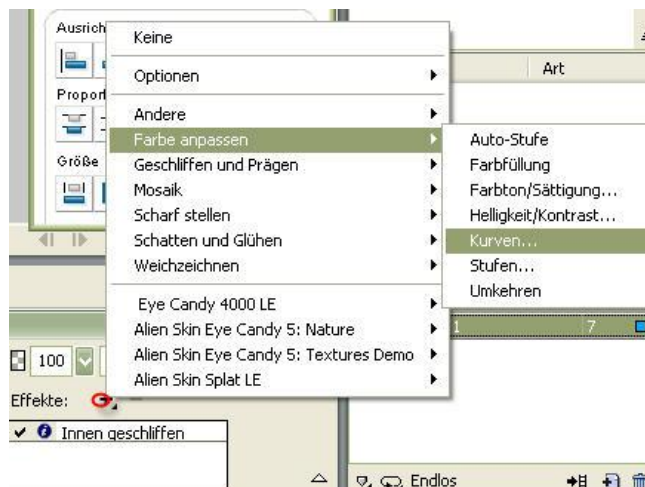 Ausrich
Keine
Optionen
Art
Proport
Andere
Farbe anpassen
Auto-Stufe
Geschliffen und Prägen
Farbfüllung
Größe
Mosaik
Farbton/Sättigung...
Scharf stellen
Helligkeit/Kontrast...
Schatten und Glühen
Kurven...
Weichzeichnen
Stufen...
Umkehren
Eye Candy 4000 LE
Alien Skin Eye Candy 5: Nature
1 7
Alien Skin Eye Candy 5: Textures Demo
100
Alien Skin Splat LE
Effekte:
Innen geschliffen
Endlos